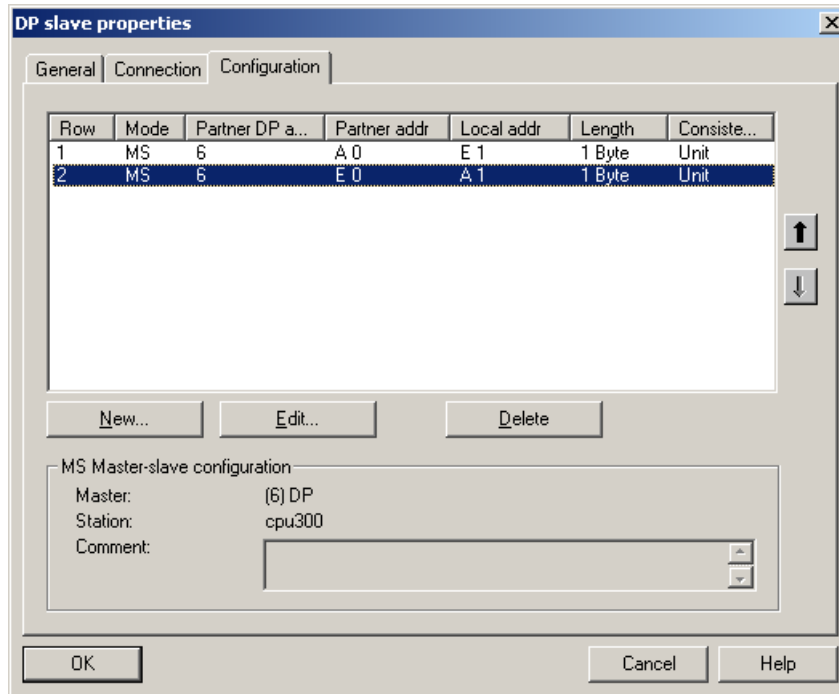 DP slave properties
General Connection Configuration
Row Mode Partner DP a... Partner addr Local addr Length Consiste...
1 MS 6 A 0 E 1 1 Byte Unit
2 MS 6 E 0 A 1 1 Byte Unit
New... Edit... Delete
MS Master-slave configuration
Master: (6) DP
Station: cpu300
Comment:
OK Cancel Help